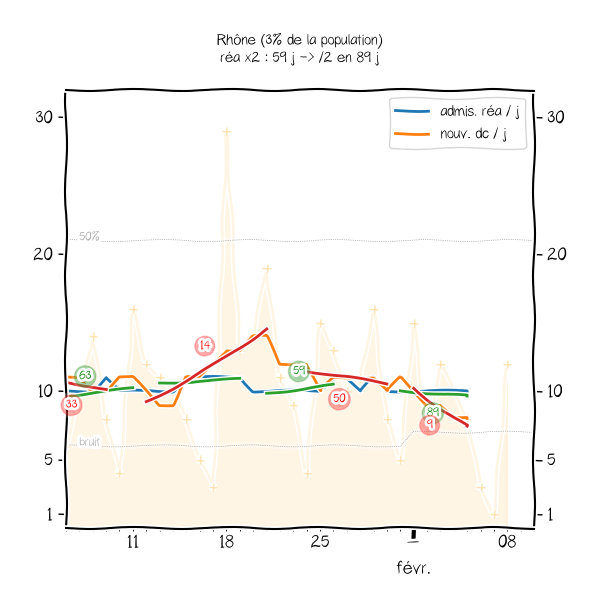 Rhône (3% de la population)
réa x2 : 59 j -> /2 en 89 j
admis. réa / j
nouv. dc / j
30 30
50%
20 20
14
63
59
33
50
10 10
89
9
bruit
5 5
1 1
11 18 25 1 08
févr.